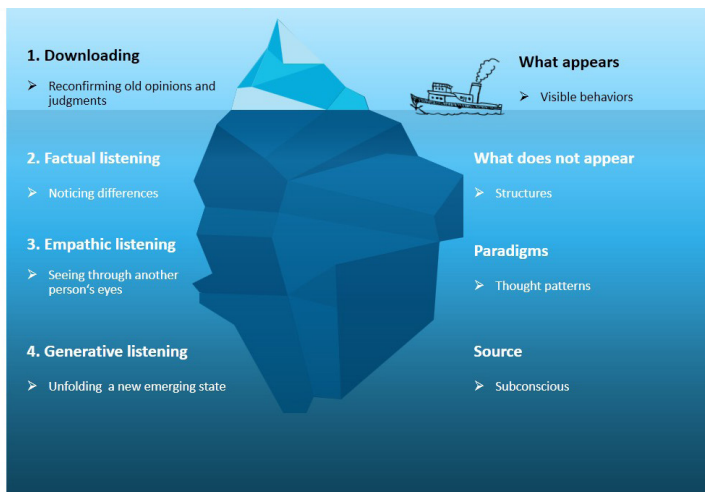 1. Downloading
➢ Reconfirming old opinions and
judgments
What appears
➢ Visible behaviors
2. Factual listening
➢ Noticing differences
What does not appear
➢ Structures
3. Empathic listening
➢ Seeing through another
person's eyes
Paradigms
➢ Thought patterns
4. Generative listening
➢ Unfolding  a new emerging state
Source
➢ Subconscious